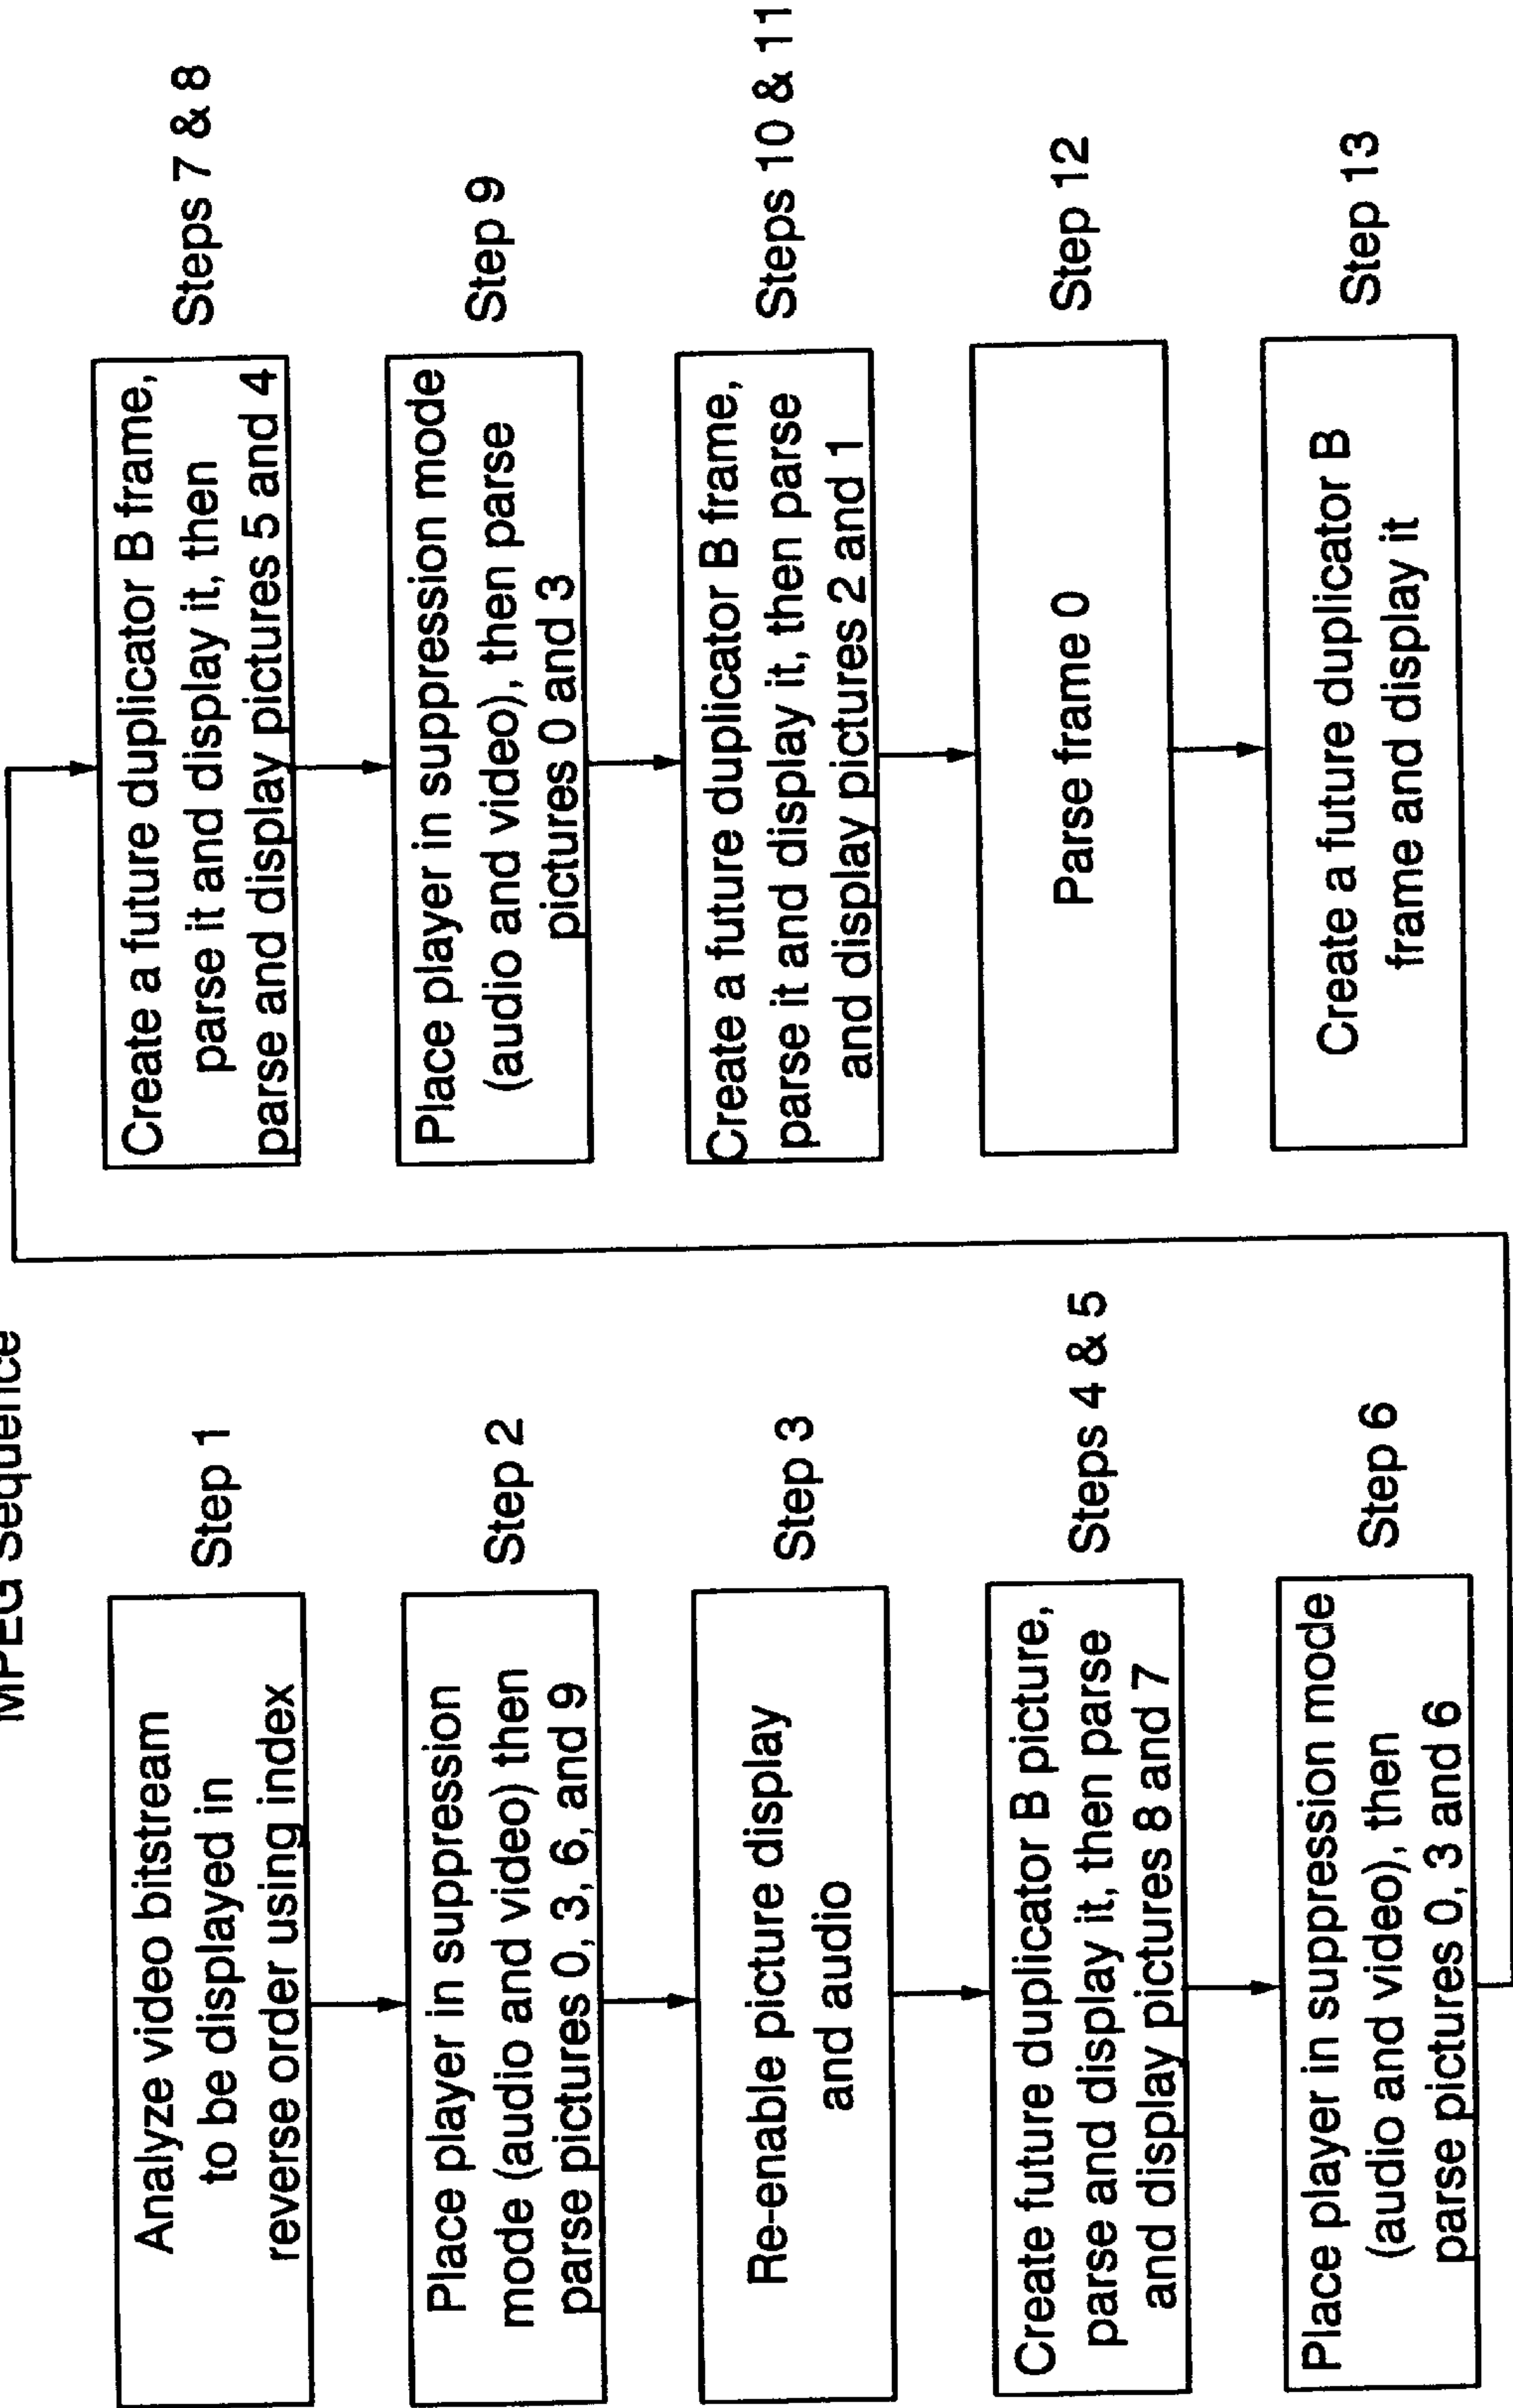 MPEG Sequence
Analyze video bitstream
to be displayed in
reverse order using index
Step 1
Place player in suppression
mode (audio and video) then
parse pictures 0, 3, 6, and 9
Step 2
Re-enable picture display
and audio
Step 3
Create future duplicator B picture,
parse and display it, then parse
and display pictures 8 and 7
Steps 4 & 5
Place player in suppression mode
(audio and video), then
parse pictures 0, 3 and 6
Step 6
Create a future duplicator B frame,
parse it and display it, then
parse and display pictures 5 and 4
Steps 7 & 8
Place player in suppression mode
(audio and video), then parse
pictures 0 and 3
Step 9
Create a future duplicator B frame,
parse it and display it, then parse
and display pictures 2 and 1
Steps 10 & 11
Parse frame 0
Step 12
Create a future duplicator B
frame and display it
Step 13